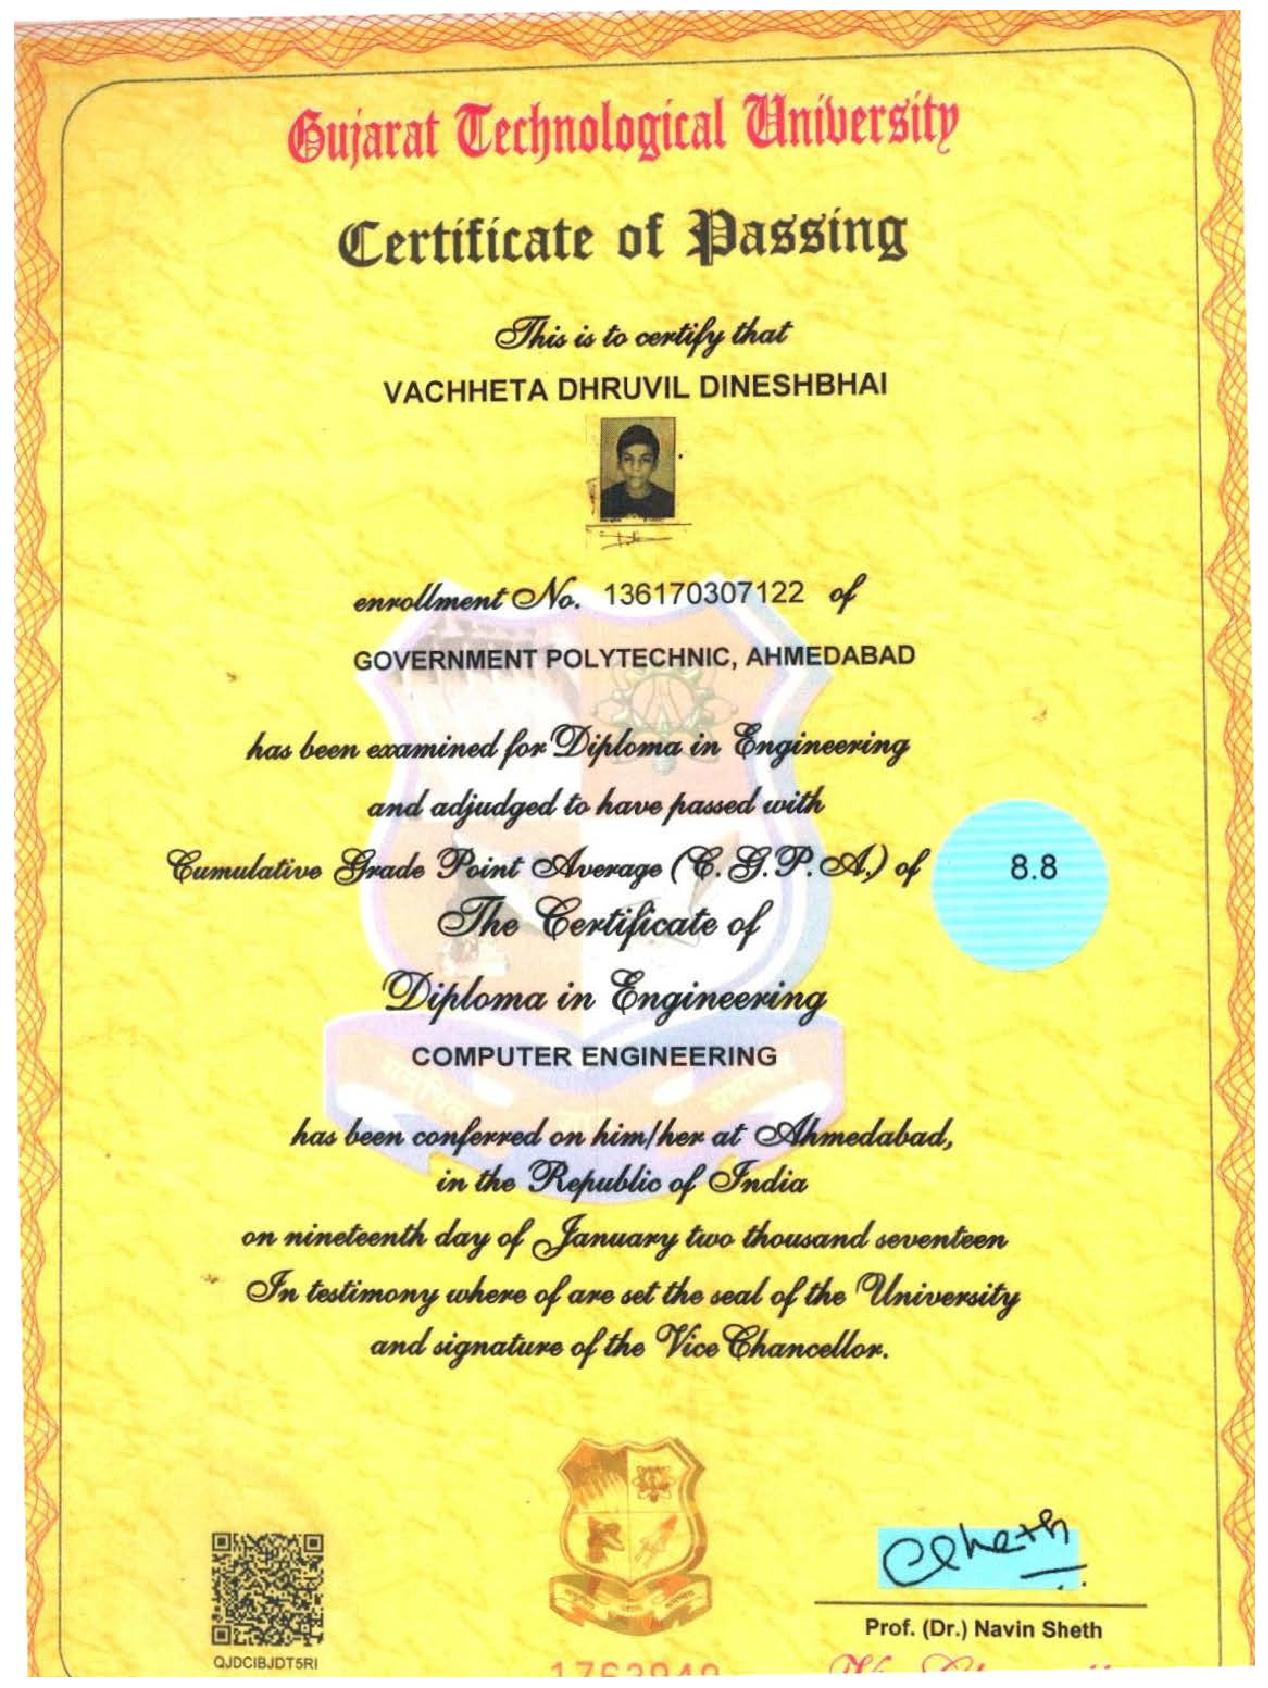 Gujarat Technological University
Certificate of Passing
This is to certify that
VACHHETA DHRUVIL DINESHBHAI
enrollment No. 136170307122 of
GOVERNMENT POLYTECHNIC, AHMEDABAD
has been examined for Diploma in Engineering
and adjudged to have passed with
Cumulative Grade Point Average (C.G.P.A.) of 8.8
The Certificate of
Diploma in Engineering
COMPUTER ENGINEERING
has been conferred on him/her at Ahmedabad,
in the Republic of India
on nineteenth day of January two thousand seventeen
In testimony where of are set the seal of the University
and signature of the Vice Chancellor.
Prof. (Dr.) Navin Sheth
QJDCIBJDT5RI